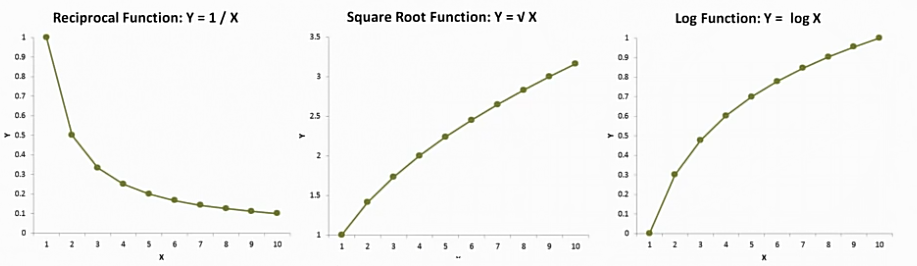 Reciprocal Function: Y = 1 / X
1
0.9
0.8
0.7
0.6
0.5
0.4
0.3
0.2
0.1
0
Y
1 2 3 4 5 6 7 8 9 10
X
Square Root Function: Y = √ X
3.5
3
2.5
2
1.5
1
Y
1 2 3 4 5 6 7 8 9 10
Log Function: Y = log X
1
0.9
0.8
0.7
0.6
0.5
0.4
0.3
0.2
0.1
0
Y
1 2 3 4 5 6 7 8 9 10
X